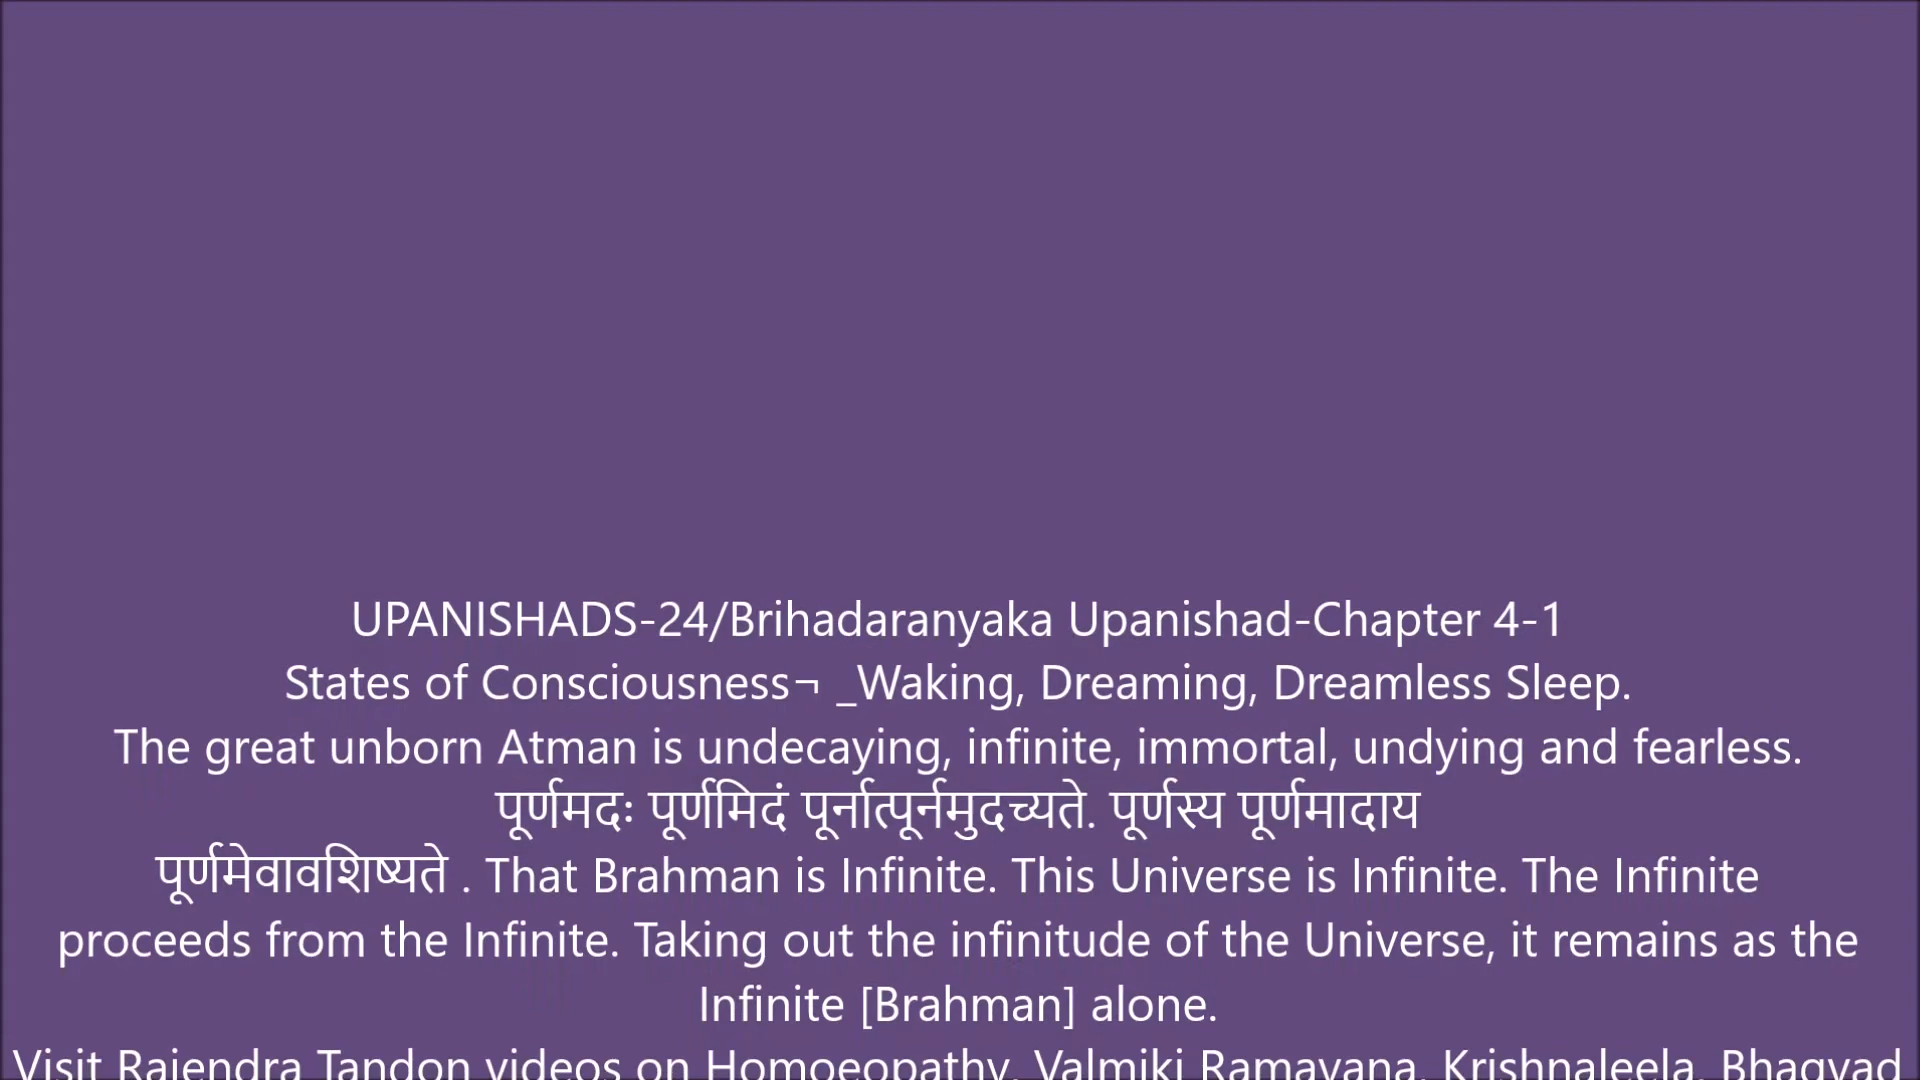 UPANISHADS-24/Brihadaranyaka Upanishad-Chapter 4-1
States of Consciousness¬ _Waking, Dreaming, Dreamless Sleep.
The great unborn Atman is undecaying, infinite, immortal, undying and fearless.
पूर्णमदः पूर्णमिदं पूर्नात्पूर्नमुदच्यते. पूर्णस्य पूर्णमादाय
पूर्णमेवावशिष्यते . That Brahman is Infinite. This Universe is Infinite. The Infinite
proceeds from the Infinite. Taking out the infinitude of the Universe, it remains as the
Infinite [Brahman] alone.
Visit Rajendra Tandon videos on Homoeopathy, Valmiki Ramayana, Krishnaleela, Bhagvad